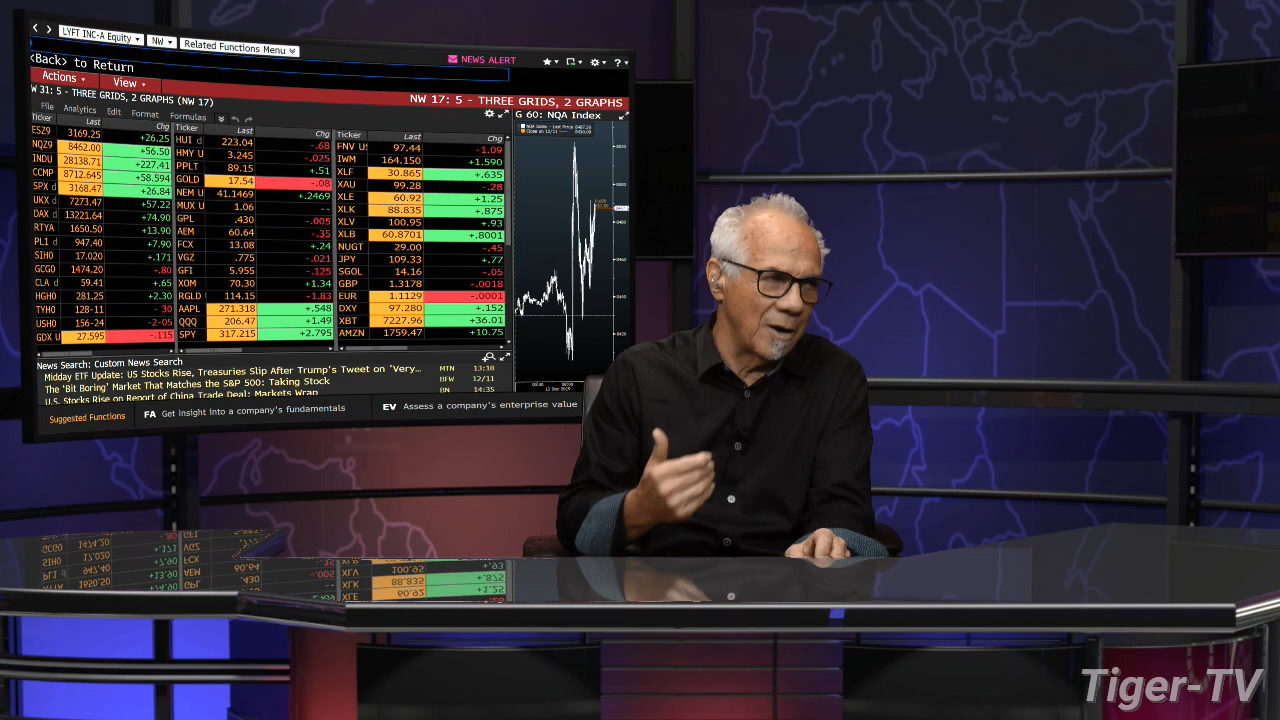 LYFT INC-A Equity NW Related Functions Menu
<Back> to Return
NEWS ALERT
Actions View
W 31: 5 - THREE GRIDS, 2 GRAPHS (NW 17)
NW 17: 5 - THREE GRIDS, 2 GRAPHS
File Analytics Edit Format Formulas
G 60: NQA Index
Ticker Last Chg
ESZ9 3169.25 +26.25
NQZ9 8462.00 +56.50
INDU 28138.71 +227.41
CCMP 8712.645 +58.594
SPX d 3168.47 +26.84
UKX d 7273.47 +57.22
DAX d 13221.64 +74.90
RTYA 1650.50 +13.90
PL1 d 947.40 +7.90
SIH0 17.020 +.171
GCG0 1474.20 -.80
CLA d 59.41 +.65
HGH0 281.25 +2.30
TYH0 128-11 - 30
USH0 156-24 -2-05
GDX U 27.595 -.115
Ticker Last Chg
HUI d 223.04 -.68
HMY U 3.245 -.025
PPLT 89.15 +.51
GOLD 17.54 -.08
NEM U 41.1469 +.2469
MUX U 1.06 --
GPL .430 -.005
AEM 60.64 -.35
FCX 13.08 +.24
VGZ .775 -.021
GFI 5.955 -.125
XOM 70.30 +1.34
RGLD 114.15 -1.83
AAPL 271.318 +.548
QQQ 206.47 +1.49
SPY 317.215 +2.795
Ticker Last Chg
FNV US 97.44 -1.09
IWM 164.150 +1.590
XLF 30.865 +.635
XAU 99.28 -.28
XLE 60.92 +1.25
XLK 88.835 +.875
XLV 100.95 +.93
XLB 60.8701 +.8001
NUGT 29.00 -.45
JPY 109.33 +.77
SGOL 14.16 -.05
GBP 1.3178 -.0018
EUR 1.1129 -.0001
DXY 97.280 +.152
XBT 7227.96 +36.01
AMZN 1759.47 +10.75
12 Dec 2019
News Search: Custom News Search
Midday ETF Update: US Stocks Rise, Treasuries Slip After Trump's Tweet on 'Very... MTN 13:18
The 'Bit Boring' Market That Matches the S&P 500: Taking Stock BFW 12/11
U.S. Stocks Rise on Report of China Trade Deal: Markets Wrap BN 14:35
Suggested Functions FA Get insight into a company's fundamentals EV Assess a company's enterprise value
Tiger-TV